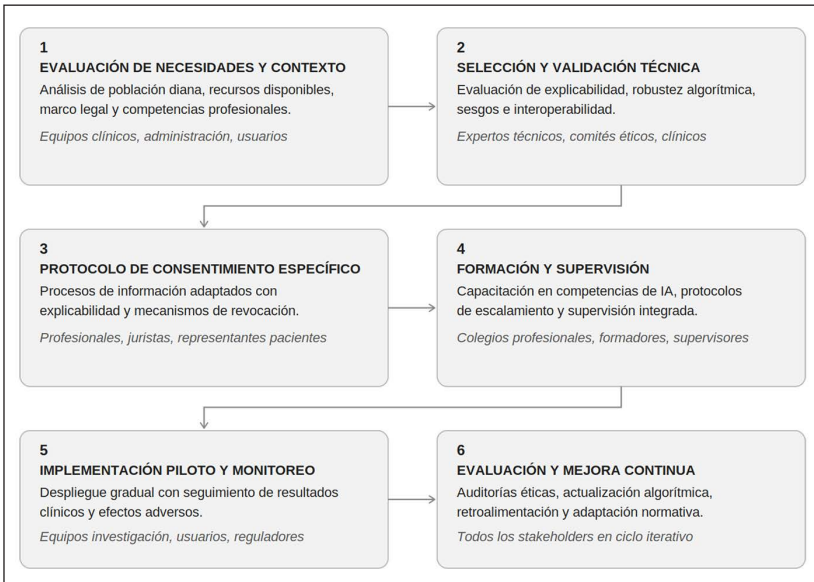 1
EVALUACIÓN DE NECESIDADES Y CONTEXTO
Análisis de población diana, recursos disponibles,
marco legal y competencias profesionales.
Equipos clínicos, administración, usuarios
2
SELECCIÓN Y VALIDACIÓN TÉCNICA
Evaluación de explicabilidad, robustez algorítmica,
sesgos e interoperabilidad.
Expertos técnicos, comités éticos, clínicos
3
PROTOCOLO DE CONSENTIMIENTO ESPECÍFICO
Procesos de información adaptados con
explicabilidad y mecanismos de revocación.
Profesionales, juristas, representantes pacientes
4
FORMACIÓN Y SUPERVISIÓN
Capacitación en competencias de IA, protocolos
de escalamiento y supervisión integrada.
Colegios profesionales, formadores, supervisores
5
IMPLEMENTACIÓN PILOTO Y MONITOREO
Despliegue gradual con seguimiento de resultados
clínicos y efectos adversos.
Equipos investigación, usuarios, reguladores
6
EVALUACIÓN Y MEJORA CONTINUA
Auditorías éticas, actualización algorítmica,
retroalimentación y adaptación normativa.
Todos los stakeholders en ciclo iterativo